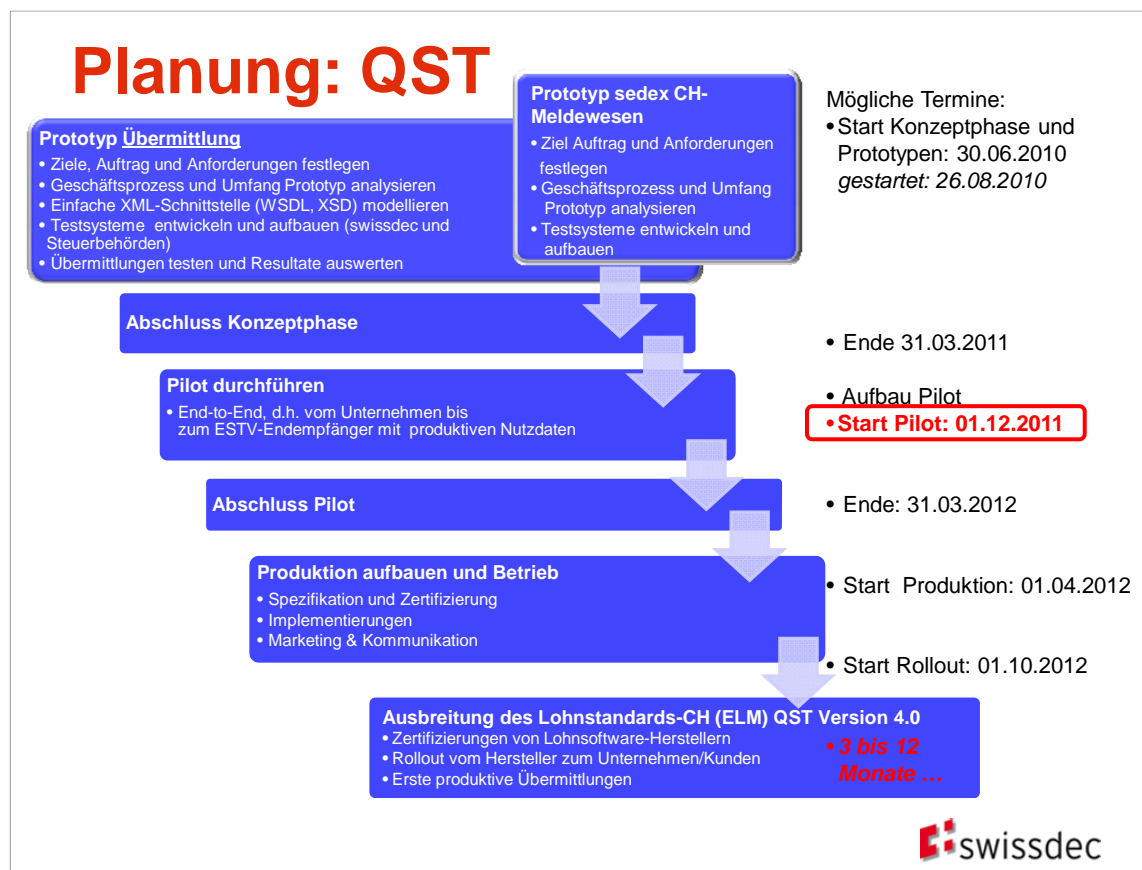 Planung: QST
Prototyp Übermittlung
• Ziele, Auftrag und Anforderungen festlegen
• Geschäftsprozess und Umfang Prototyp analysieren
• Einfache XML-Schnittstelle (WSDL, XSD) modellieren
• Testsysteme entwickeln und aufbauen (swissdec und
Steuerbehörden)
• Übermittlungen testen und Resultate auswerten
Prototyp sedex CH-
Meldewesen
• Ziel Auftrag und Anforderungen
festlegen
• Geschäftsprozess und Umfang
Prototyp analysieren
• Testsysteme entwickeln und
aufbauen
Mögliche Termine:
• Start Konzeptphase und
Prototypen: 30.06.2010
gestartet: 26.08.2010
Abschluss Konzeptphase
• Ende 31.03.2011
Pilot durchführen
• End-to-End, d.h. vom Unternehmen bis
zum ESTV-Endempfänger mit produktiven Nutzdaten
• Aufbau Pilot
• Start Pilot: 01.12.2011
Abschluss Pilot
• Ende: 31.03.2012
Produktion aufbauen und Betrieb
• Spezifikation und Zertifizierung
• Implementierungen
• Marketing & Kommunikation
• Start Produktion: 01.04.2012
• Start Rollout: 01.10.2012
Ausbreitung des Lohnstandards-CH (ELM) QST Version 4.0
• Zertifizierungen von Lohnsoftware-Herstellern
• Rollout vom Hersteller zum Unternehmen/Kunden
• Erste produktive Übermittlungen
• 3 bis 12
Monate …
swissdec